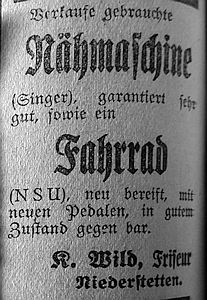 Verkaufe gebrauchte
Nähmaschine
(Singer), garantiert sehr
gut, sowie ein
Fahrrad
(NSU), neu bereift, mit
neuen Pedalen, in gutem
Zustand gegen bar.
K. Wild, Friseur
Niederstetten.